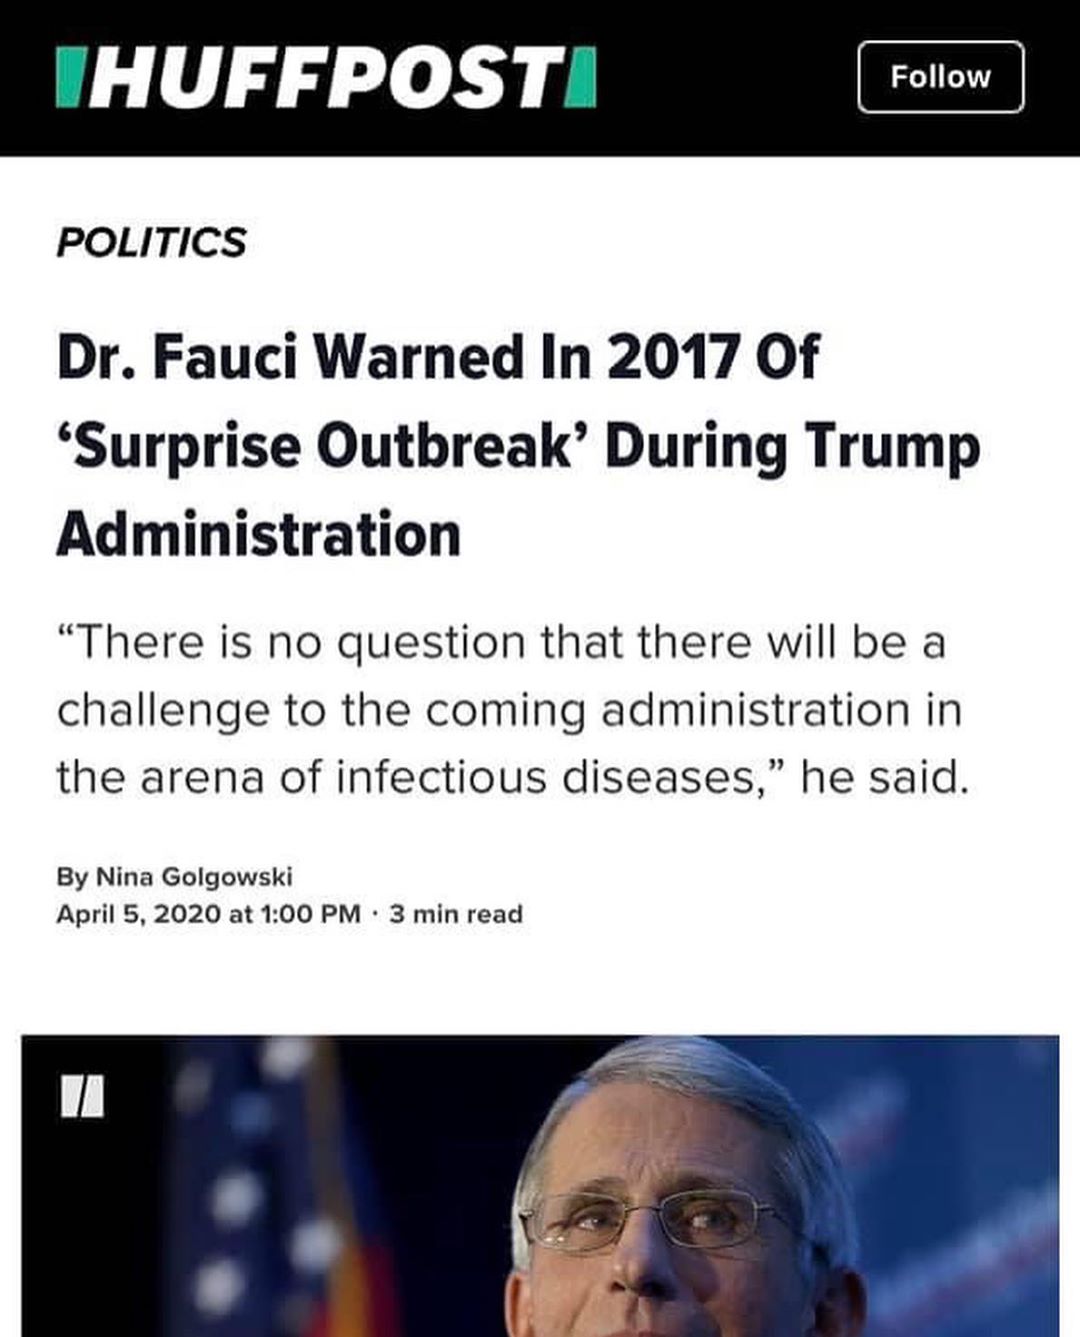 HUFFPOST
Follow
POLITICS
Dr. Fauci Warned In 2017 Of
‘Surprise Outbreak’ During Trump
Administration
“There is no question that there will be a
challenge to the coming administration in
the arena of infectious diseases,” he said.
By Nina Golgowski
April 5, 2020 at 1:00 PM · 3 min read